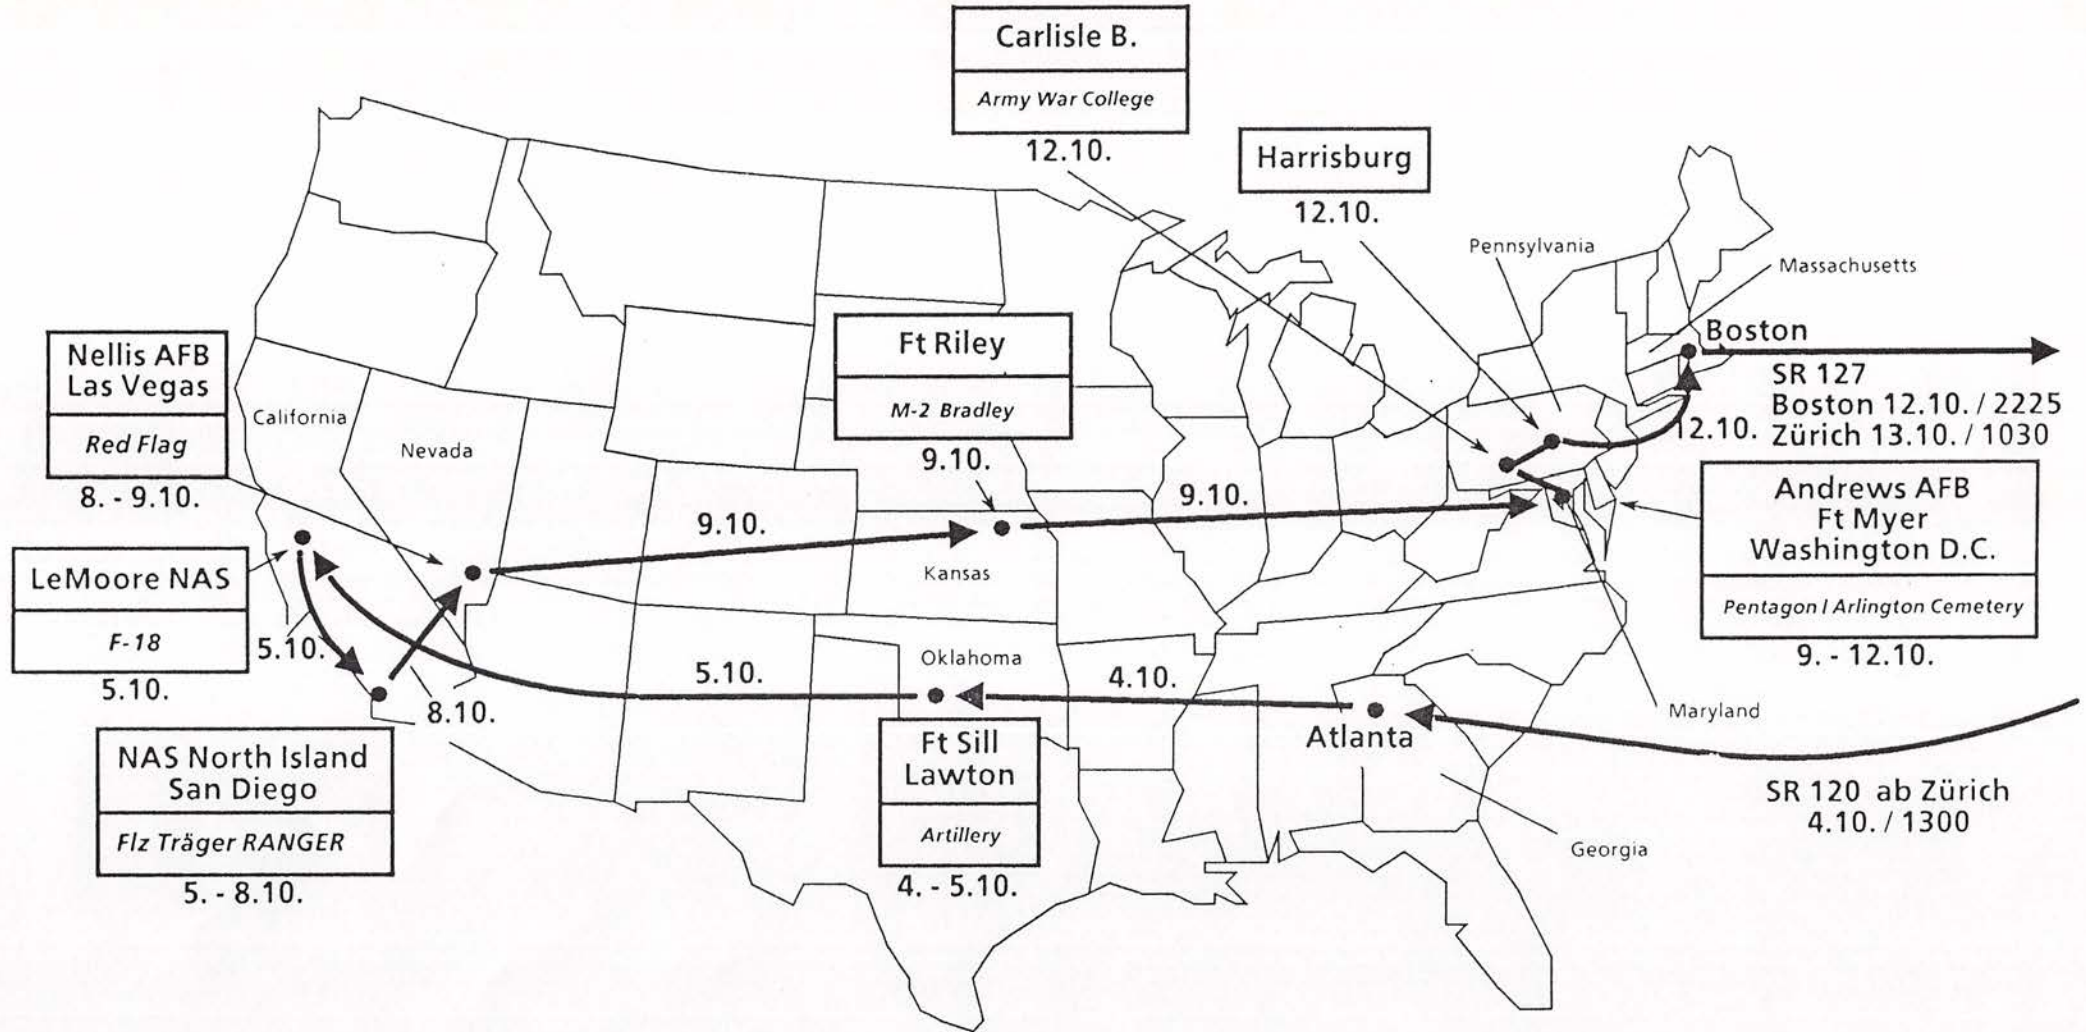 Carlisle B.
Army War College
12.10.
Harrisburg
12.10.
Pennsylvania
Massachusetts
Boston
SR 127
Boston 12.10. / 2225
Zürich 13.10. / 1030
12.10.
Nellis AFB
Las Vegas
Red Flag
8. - 9.10.
California
Nevada
Ft Riley
M-2 Bradley
9.10.
9.10.
9.10.
Andrews AFB
Ft Myer
Washington D.C.
Pentagon / Arlington Cemetery
9. - 12.10.
LeMoore NAS
F-18
5.10.
5.10.
Kansas
Oklahoma
5.10.
4.10.
8.10.
Maryland
NAS North Island
San Diego
Flz Träger RANGER
5. - 8.10.
Ft Sill
Lawton
Artillery
4. - 5.10.
Atlanta
SR 120 ab Zürich
4.10. / 1300
Georgia